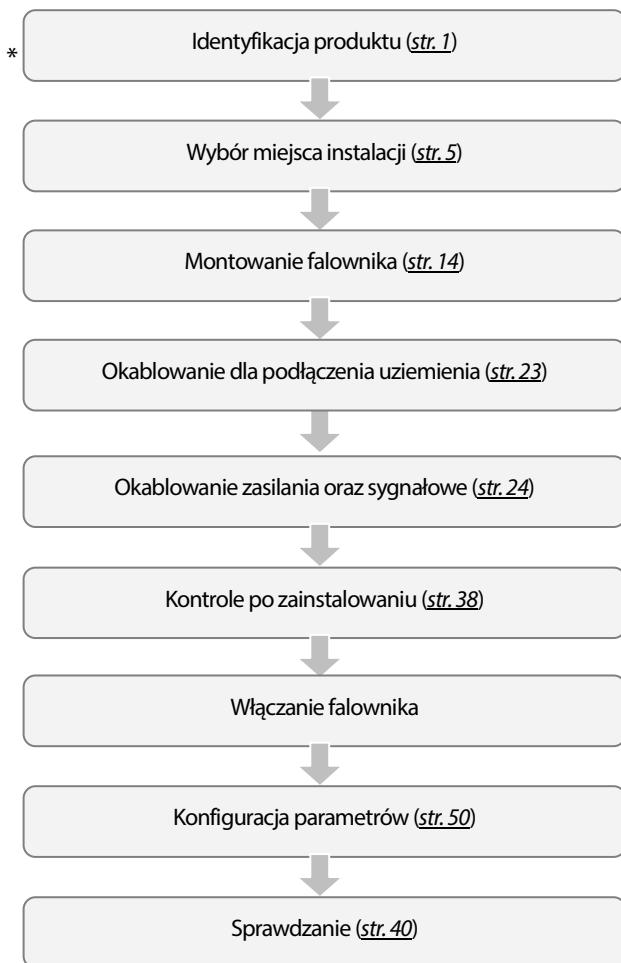 * Identyfikacja produktu (str. 1)
Wybór miejsca instalacji (str. 5)
Montowanie falownika (str. 14)
Okablowanie dla podłączenia uziemienia (str. 23)
Okablowanie zasilania oraz sygnałowe (str. 24)
Kontrole po zainstalowaniu (str. 38)
Włączanie falownika
Konfiguracja parametrów (str. 50)
Sprawdzanie (str. 40)